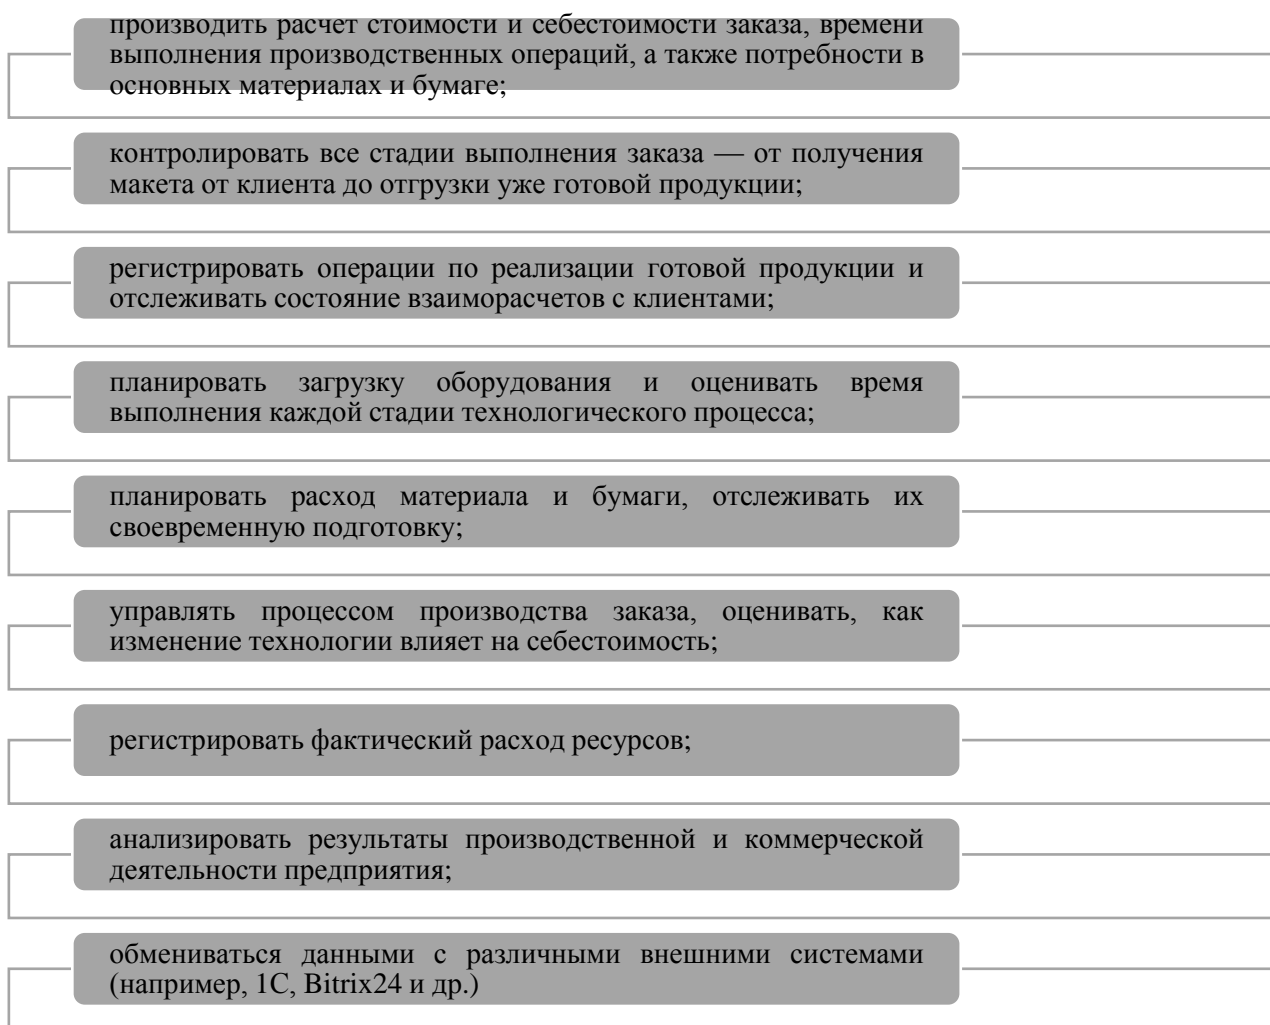 производить расчет стоимости и себестоимости заказа, времени
выполнения производственных операций, а также потребности в
основных материалах и бумаге;
контролировать все стадии выполнения заказа — от получения
макета от клиента до отгрузки уже готовой продукции;
регистрировать операции по реализации готовой продукции и
отслеживать состояние взаиморасчетов с клиентами;
планировать загрузку оборудования и оценивать время
выполнения каждой стадии технологического процесса;
планировать расход материала и бумаги, отслеживать их
своевременную подготовку;
управлять процессом производства заказа, оценивать, как
изменение технологии влияет на себестоимость;
регистрировать фактический расход ресурсов;
анализировать результаты производственной и коммерческой
деятельности предприятия;
обмениваться данными с различными внешними системами
(например, 1С, Bitrix24 и др.)